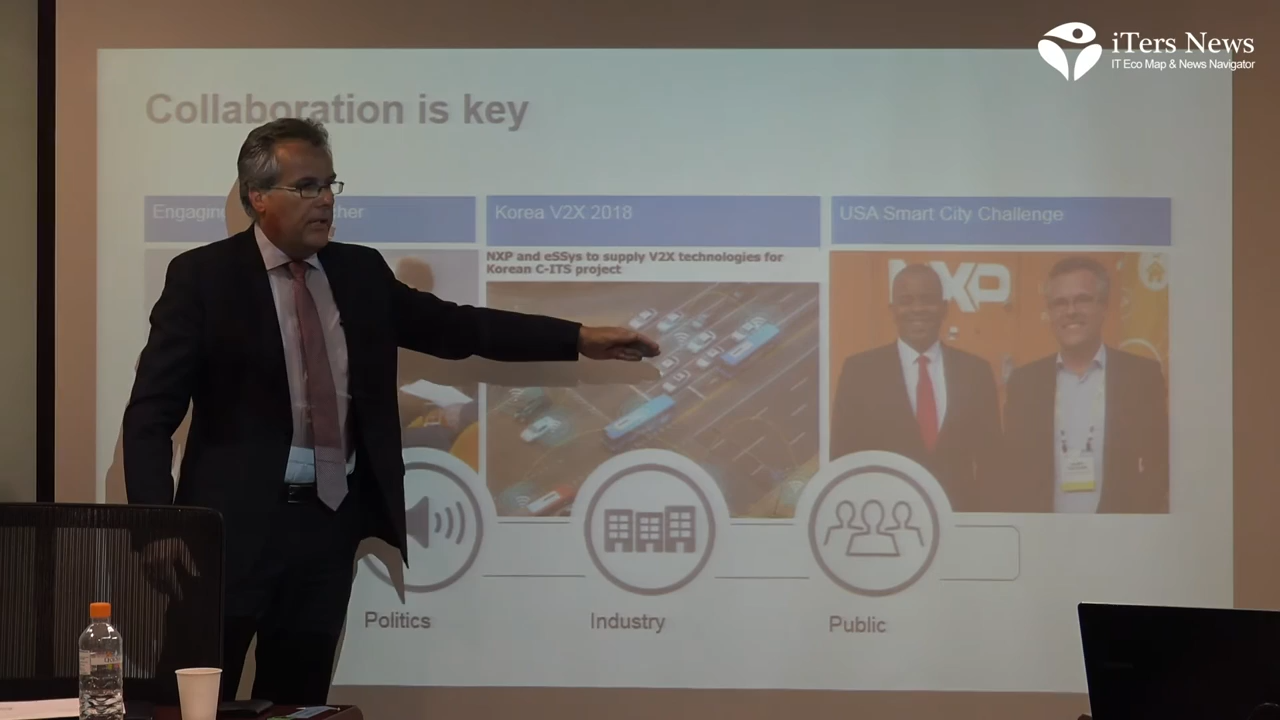 iTers News
IT Eco Map & News Navigator
Collaboration is key
Korea V2X 2018
USA Smart City Challenge
NXP and eSSys to supply V2X technologies for
Korean C-ITS project
NXP
Politics
Industry
Public